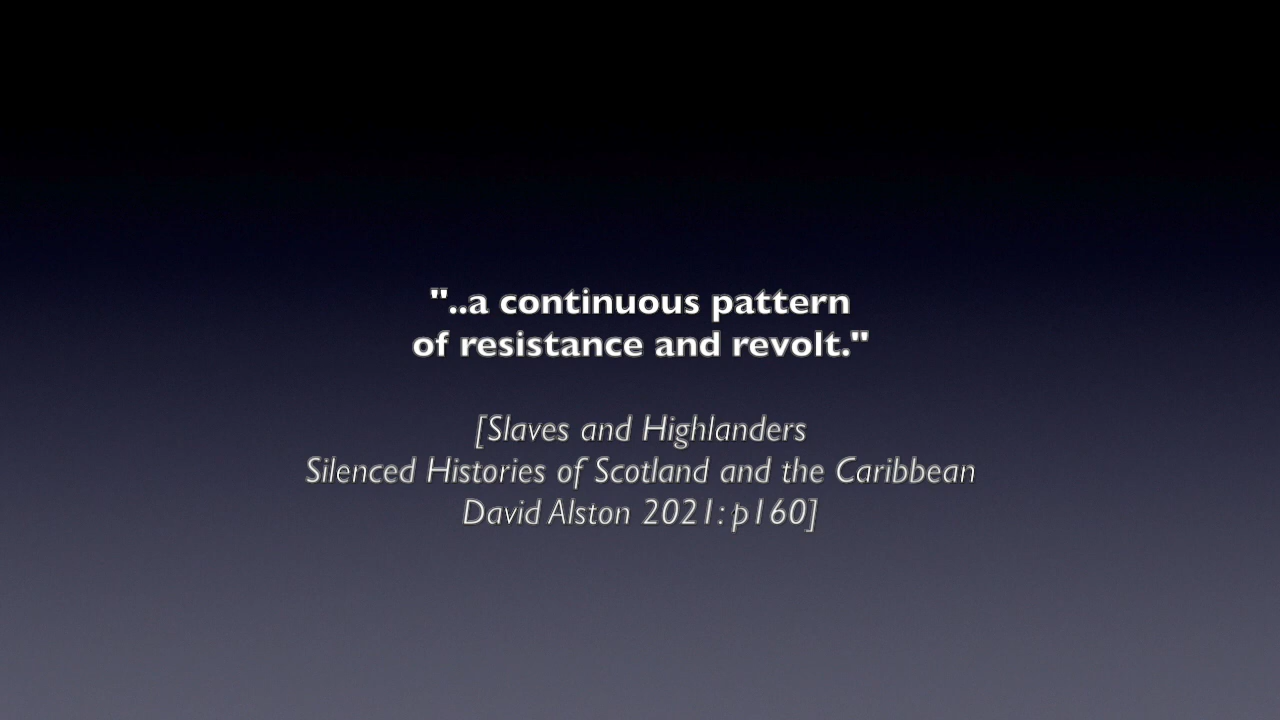 "..a continuous pattern
of resistance and revolt."
[Slaves and Highlanders
Silenced Histories of Scotland and the Caribbean
David Alston 2021: p160]